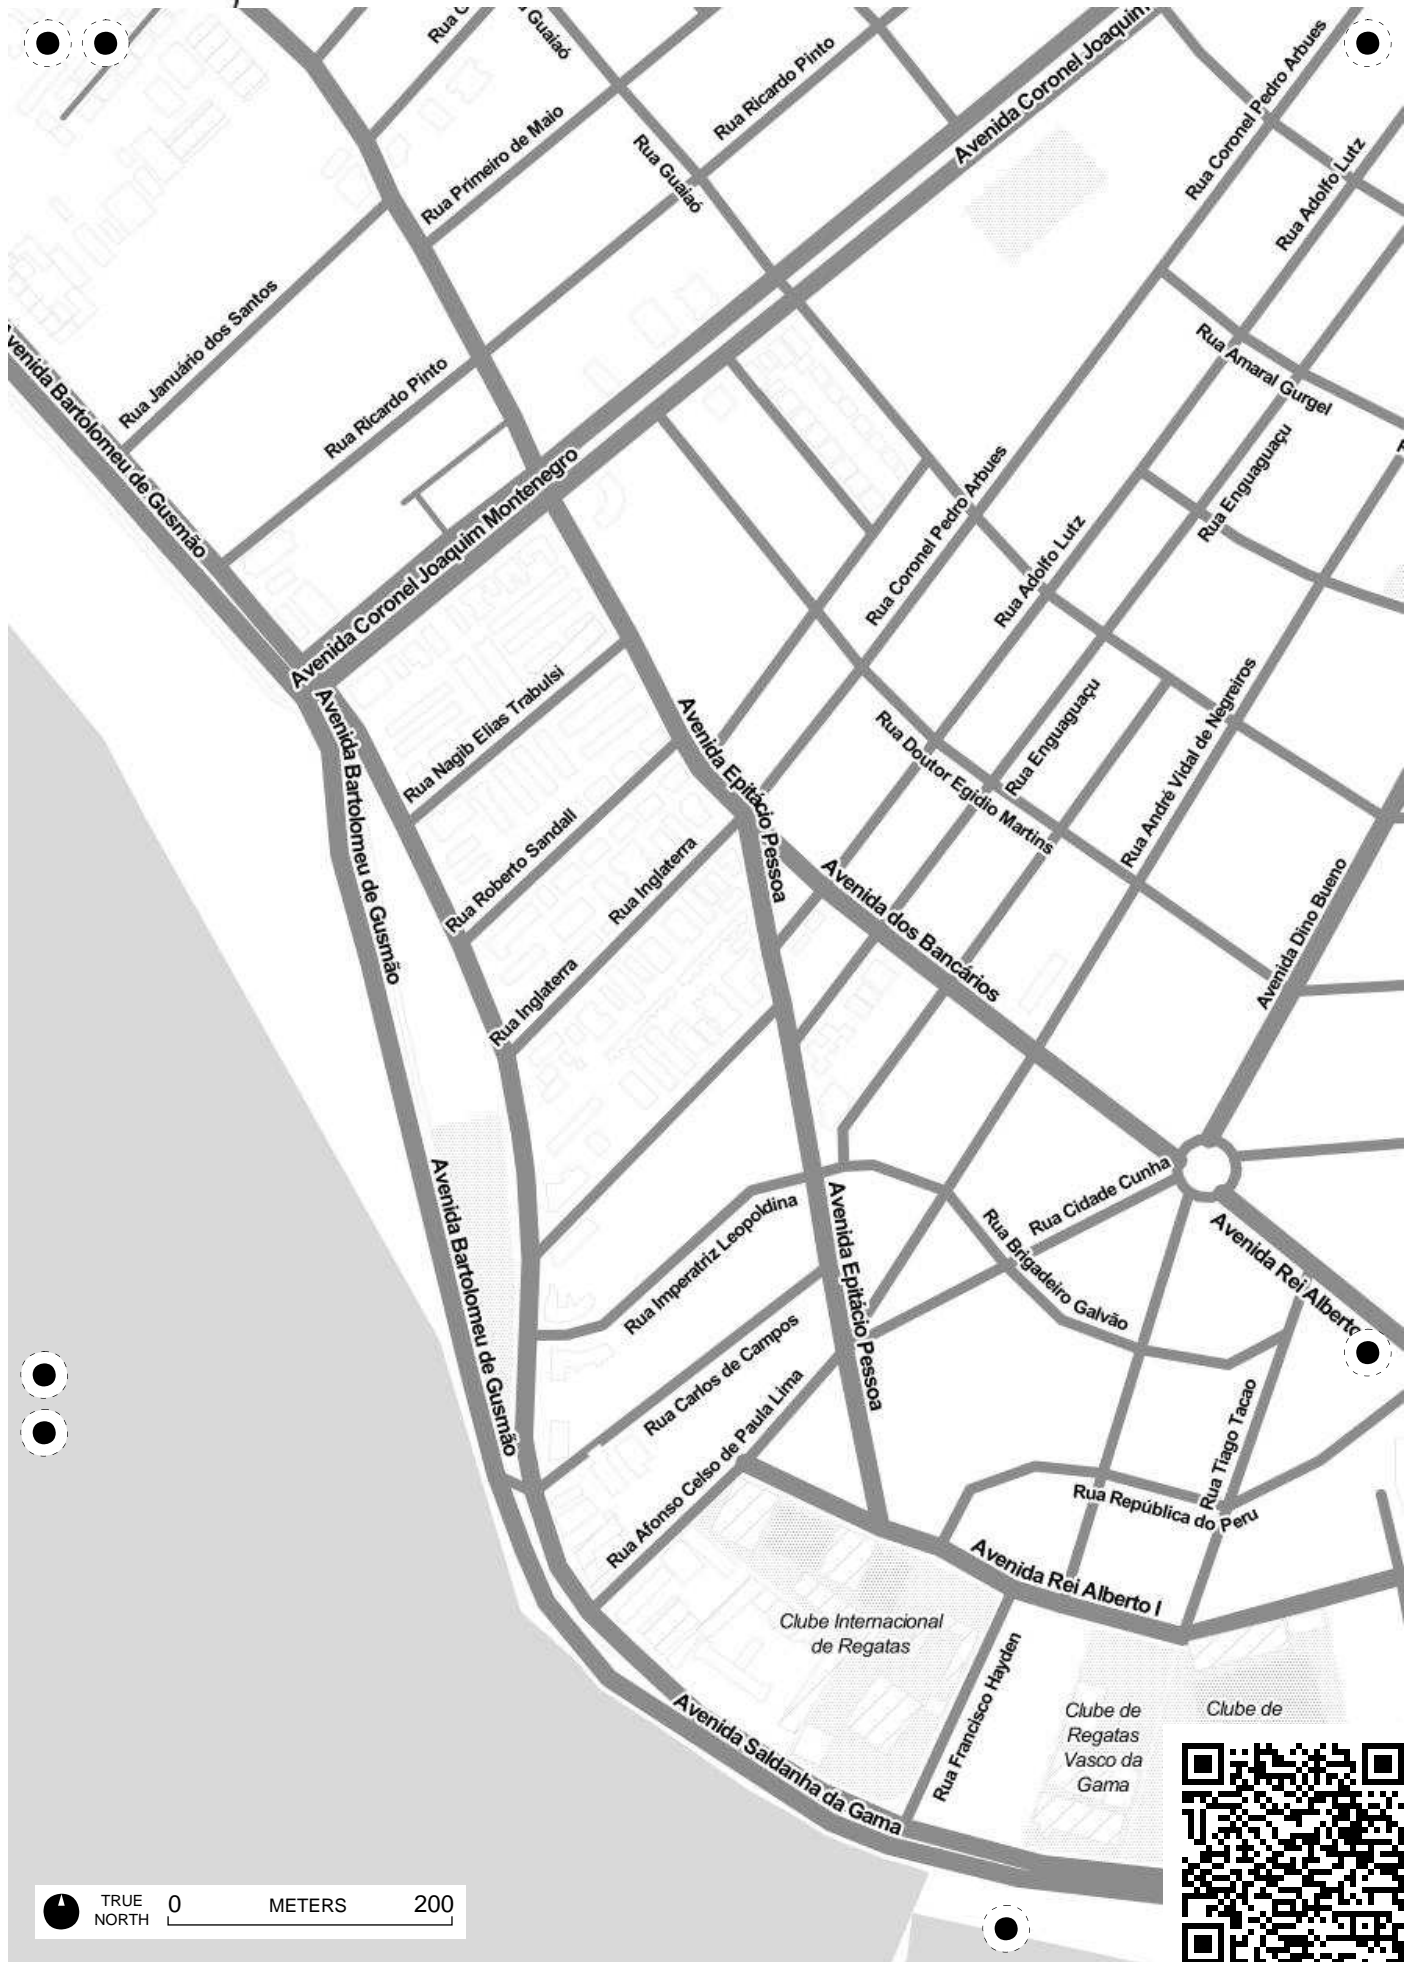 Rua Guaiaó
Avenida Coronel Joaquim
Rua Coronel Pedro Arbues
Rua Ricardo Pinto
Rua Primeiro de Maio
Rua Guaiaó
Rua Adolfo Lutz
Rua Januário dos Santos
Avenida Bartolomeu de Gusmão
Rua Ricardo Pinto
Rua Amaral Gurgel
Rua Enguaguaçu
Avenida Coronel Joaquim Montenegro
Rua Coronel Pedro Arbues
Rua Adolfo Lutz
Rua Nagib Elias Trabulsi
Avenida Bartolomeu de Gusmão
Avenida Epitácio Pessoa
Rua Doutor Egidio Martins
Rua Enguaguaçu
Rua André Vidal de Negreiros
Rua Roberto Sandall
Rua Inglaterra
Avenida dos Bancários
Avenida Dino Bueno
Rua Inglaterra
Avenida Bartolomeu de Gusmão
Rua Imperatriz Leopoldina
Avenida Epitácio Pessoa
Rua Cidade Cunha
Rua Brigadeiro Galvão
Avenida Rei Alberto
Rua Carlos de Campos
Rua Afonso Celso de Paula Lima
Rua Tiago Tacao
Rua República do Peru
Avenida Rei Alberto I
Clube Internacional
de Regatas
Rua Francisco Hayden
Avenida Saldanha da Gama
Clube de
Regatas
Vasco da
Gama
Clube de
TRUE
NORTH
0 METERS 200